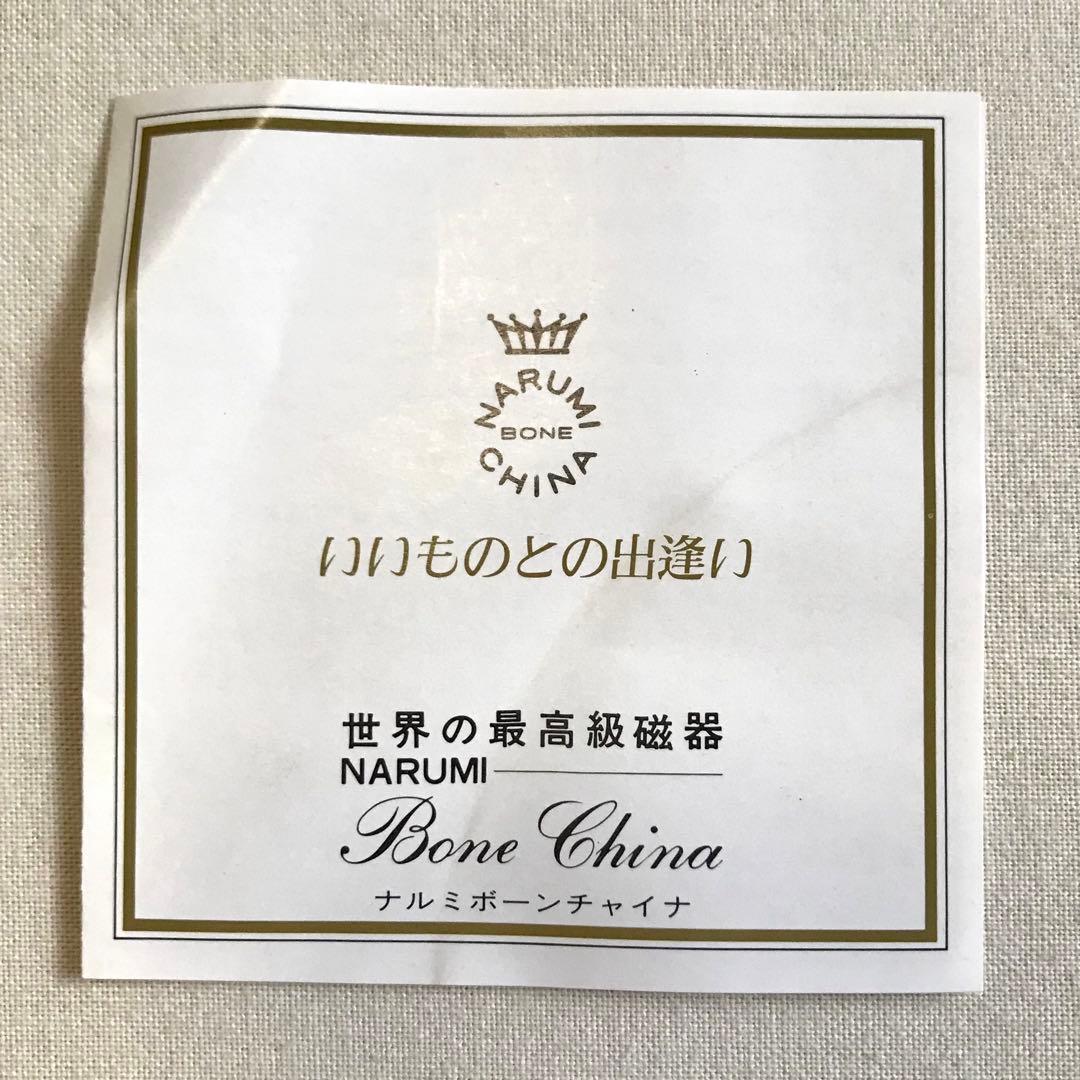 NARUMI
BONE
CHINA
いいものとの出逢い
世界の最高級磁器
NARUMI
Bone China
ナルミボーンチャイナ